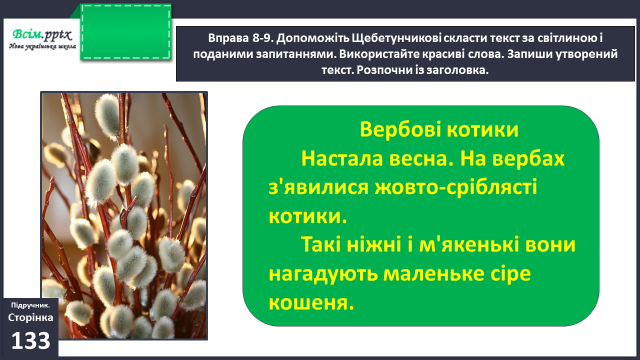 Всім.pptx
Нова українська школа
Вправа 8-9. Допоможіть Щебетунчикові скласти текст за світлиною і
поданими запитаннями. Використайте красиві слова. Запиши утворений
текст. Розпочни із заголовка.
Вербові котики
Настала весна. На вербах
з'явилися жовто-сріблясті
котики.
Такі ніжні і м'якенькі вони
нагадують маленьке сіре
кошеня.
Підручник.
Сторінка
133